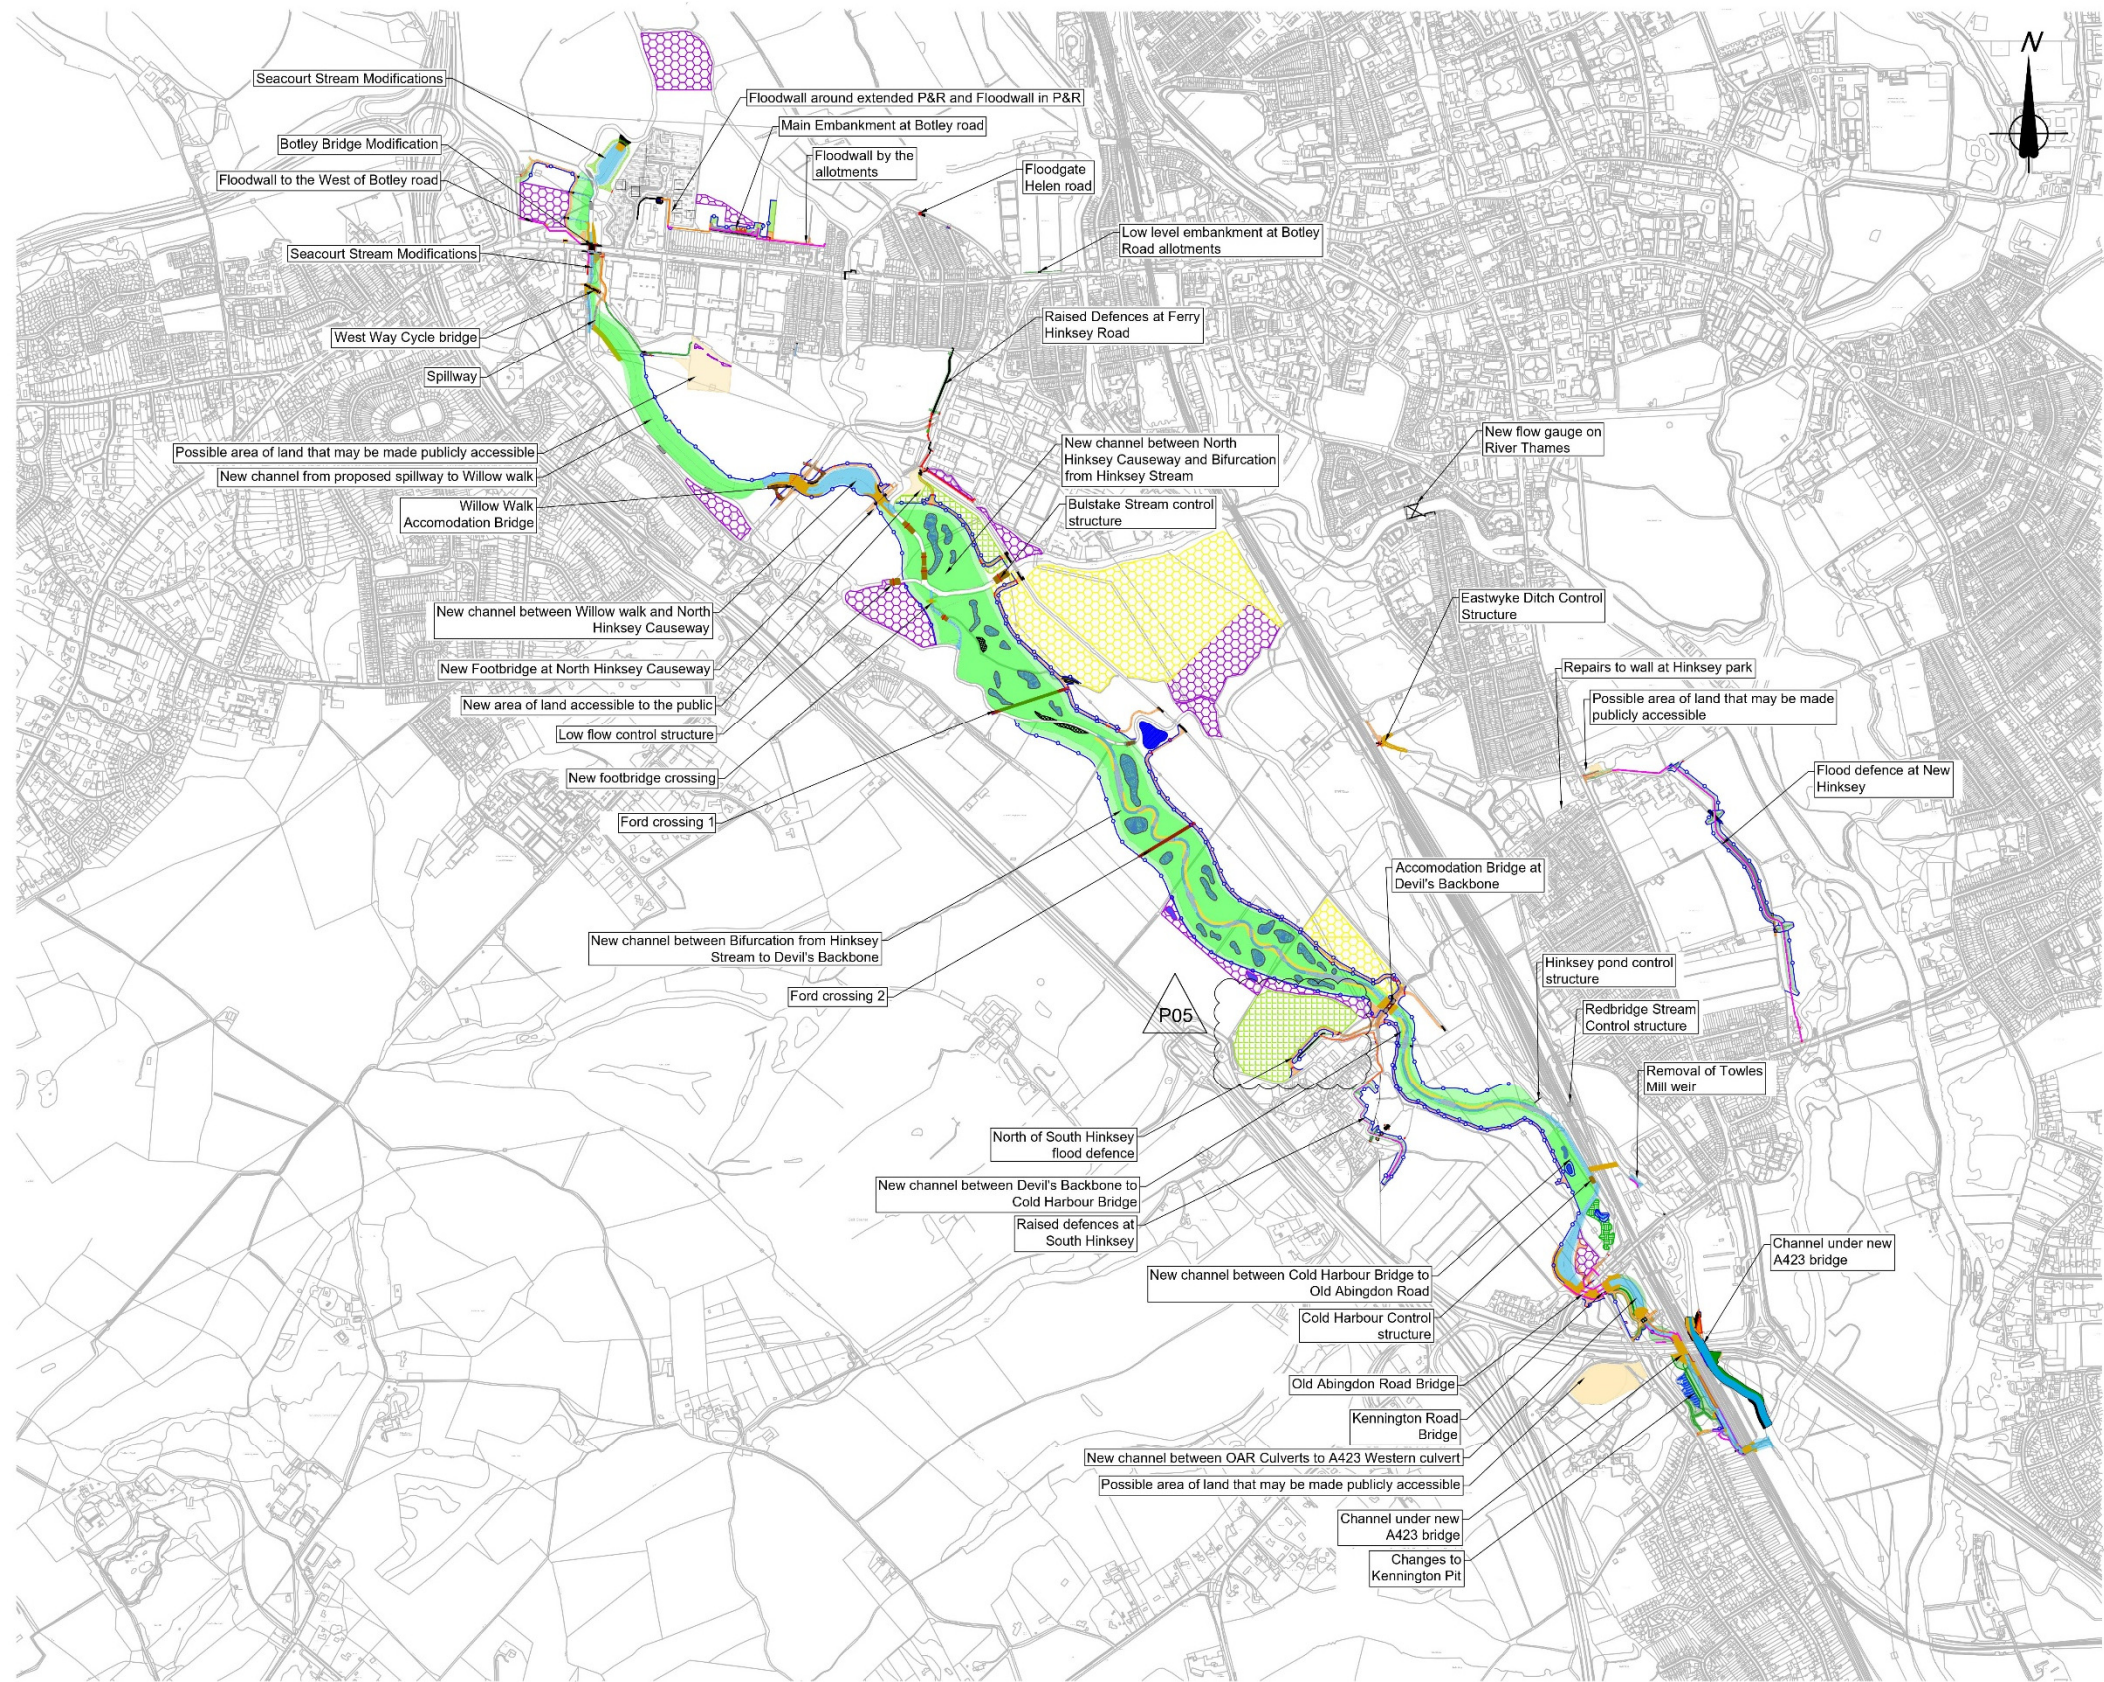 N
Seacourt Stream Modifications
Floodwall around extended P&R and Floodwall in P&R
Main Embankment at Botley road
Botley Bridge Modification
Floodwall by the
allotments
Floodgate
Helen road
Floodwall to the West of Botley road
Low level embankment at Botley
Road allotments
Seacourt Stream Modifications
Raised Defences at Ferry
Hinksey Road
West Way Cycle bridge
Spillway
New flow gauge on
River Thames
New channel between North
Hinksey Causeway and Bifurcation
from Hinksey Stream
Possible area of land that may be made publicly accessible
New channel from proposed spillway to Willow walk
Willow Walk
Accomodation Bridge
Bulstake Stream control
structure
Eastwyke Ditch Control
Structure
New channel between Willow walk and North
Hinksey Causeway
New Footbridge at North Hinksey Causeway
Repairs to wall at Hinksey park
Possible area of land that may be made
publicly accessible
New area of land accessible to the public
Low flow control structure
New footbridge crossing
Flood defence at New
Hinksey
Ford crossing 1
Accomodation Bridge at
Devil's Backbone
New channel between Bifurcation from Hinksey
Stream to Devil's Backbone
Hinksey pond control
structure
Ford crossing 2
P05
Redbridge Stream
Control structure
Removal of Towles
Mill weir
North of South Hinksey
flood defence
New channel between Devil's Backbone to
Cold Harbour Bridge
Raised defences at
South Hinksey
Channel under new
A423 bridge
New channel between Cold Harbour Bridge to
Old Abingdon Road
Cold Harbour Control
structure
Old Abingdon Road Bridge
Kennington Road
Bridge
New channel between OAR Culverts to A423 Western culvert
Possible area of land that may be made publicly accessible
Channel under new
A423 bridge
Changes to
Kennington Pit